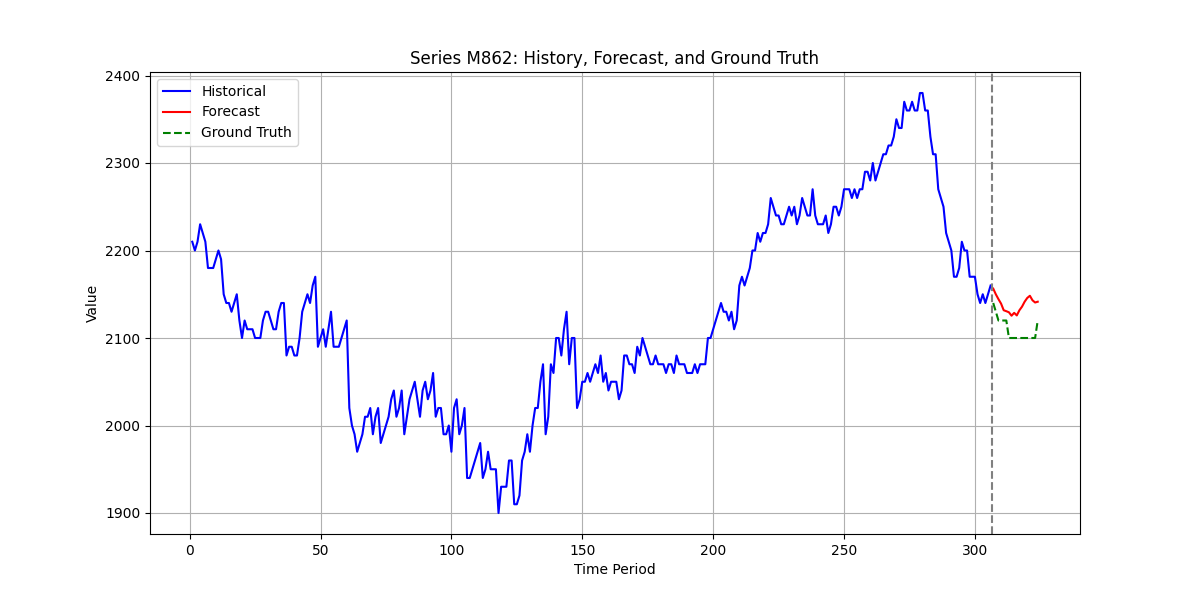 Series M862: History, Forecast, and Ground Truth
Historical
Forecast
Ground Truth
2400
2300
2200
2100
2000
1900
Value
0 50 100 150 200 250 300
Time Period